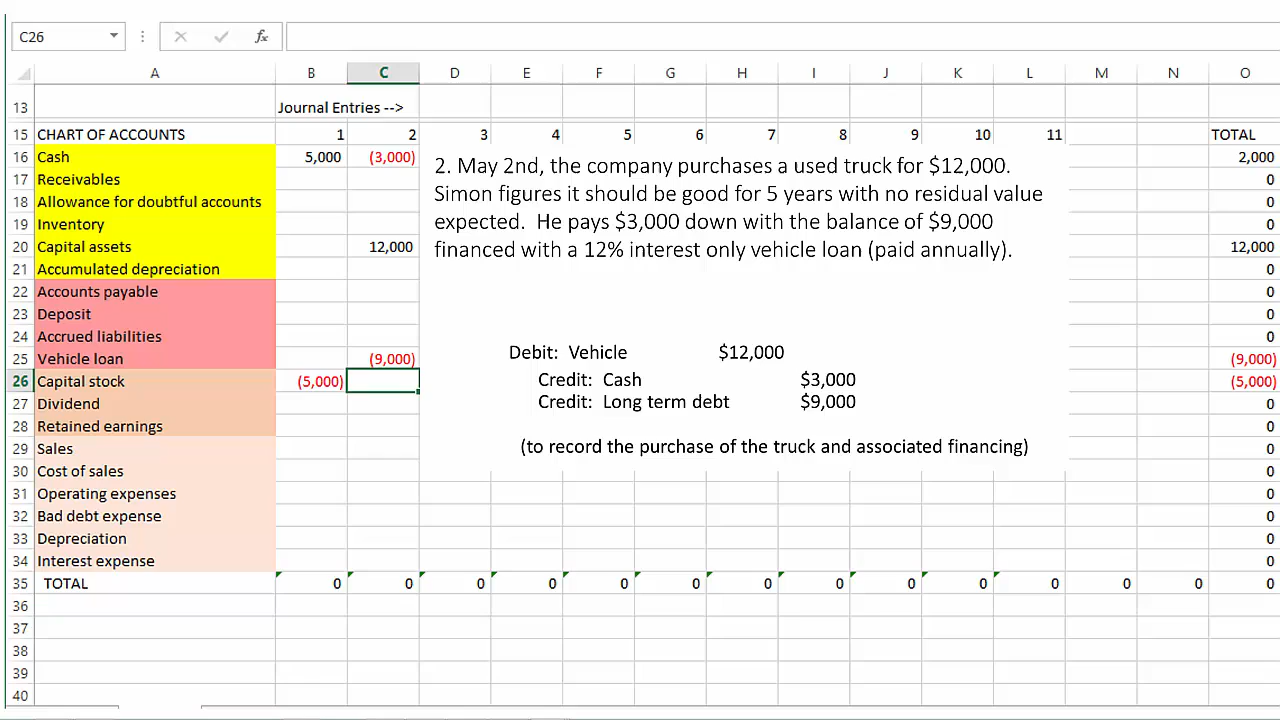 C26 fx
A B C D E F G H I J K L M N O
13 Journal Entries -->
15 CHART OF ACCOUNTS 1 2 3 4 5 6 7 8 9 10 11 TOTAL
16 Cash 5,000 (3,000) 2,000
17 Receivables 0
18 Allowance for doubtful accounts 0
19 Inventory 0
20 Capital assets 12,000 12,000
21 Accumulated depreciation 0
22 Accounts payable 0
23 Deposit 0
24 Accrued liabilities 0
25 Vehicle loan (9,000) (9,000)
26 Capital stock (5,000) (5,000)
27 Dividend 0
28 Retained earnings 0
29 Sales 0
30 Cost of sales 0
31 Operating expenses 0
32 Bad debt expense 0
33 Depreciation 0
34 Interest expense 0
35 TOTAL 0 0 0 0 0 0 0 0 0 0 0 0 0 0
36
37
38
39
40
2. May 2nd, the company purchases a used truck for $12,000.
Simon figures it should be good for 5 years with no residual value
expected. He pays $3,000 down with the balance of $9,000
financed with a 12% interest only vehicle loan (paid annually).
Debit: Vehicle $12,000
Credit: Cash $3,000
Credit: Long term debt $9,000
(to record the purchase of the truck and associated financing)